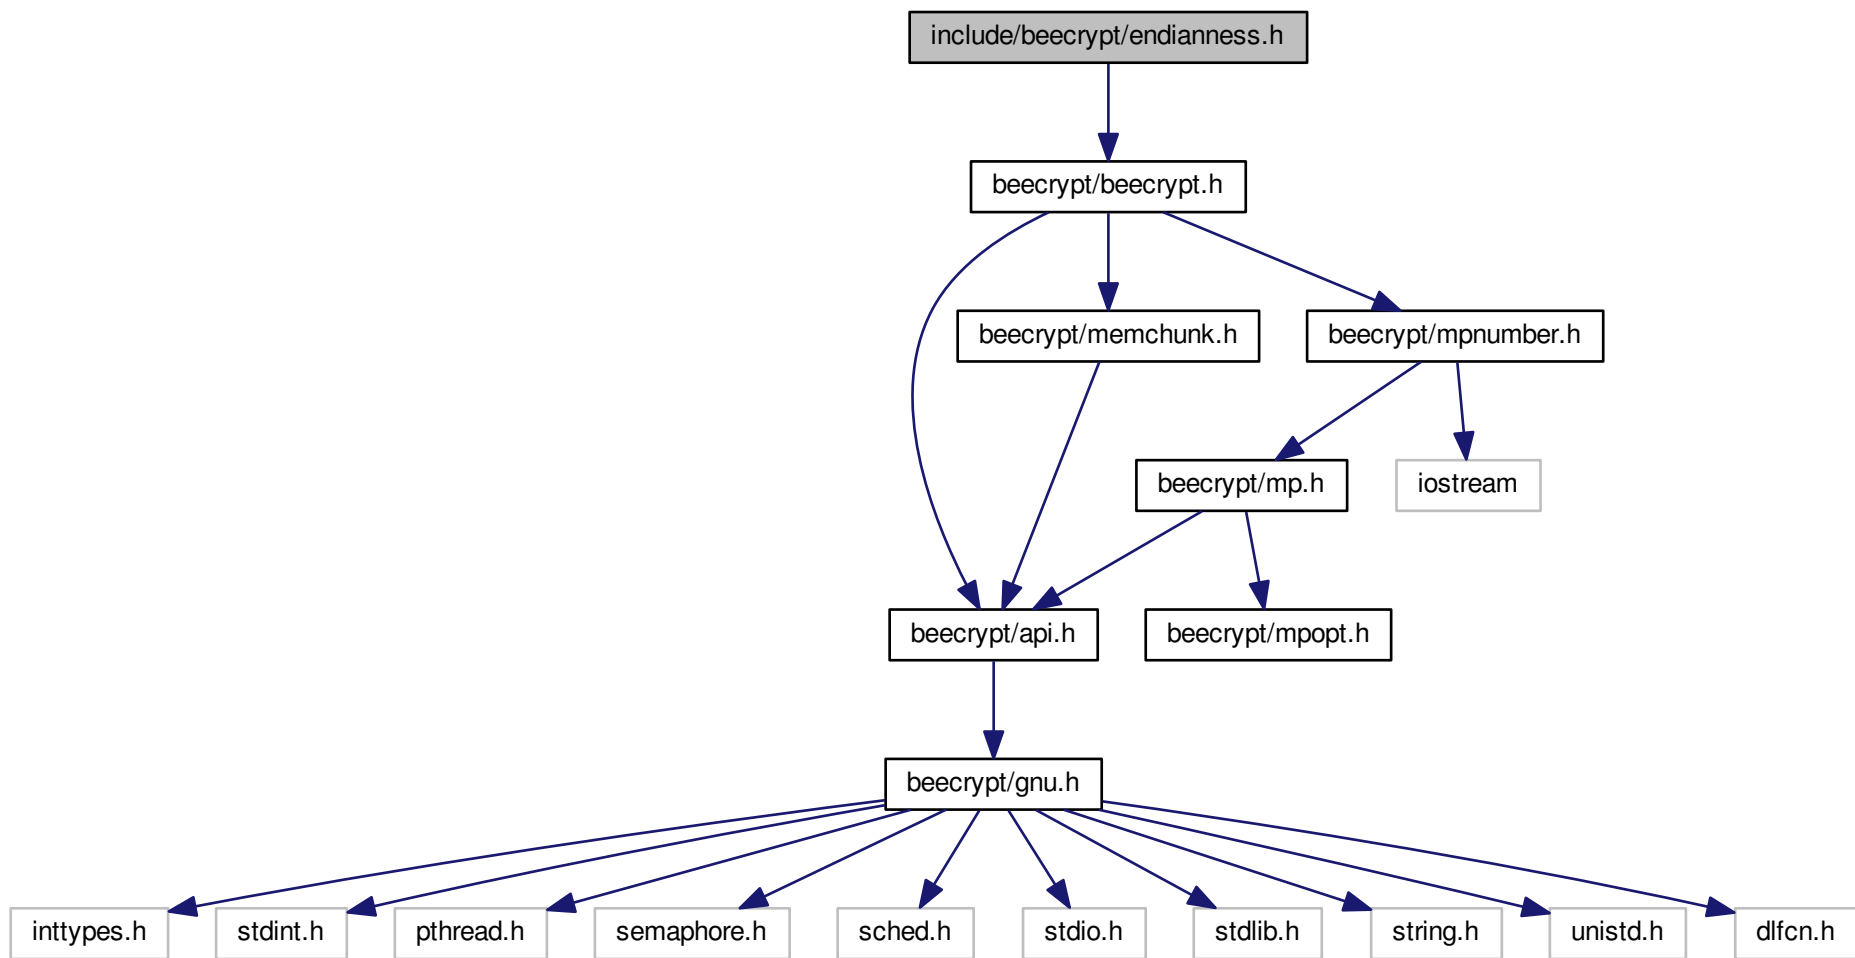 include/beecrypt/endianness.h
beecrypt/beecrypt.h
beecrypt/memchunk.h
beecrypt/mpnumber.h
beecrypt/mp.h
iostream
beecrypt/api.h
beecrypt/mpopt.h
beecrypt/gnu.h
inttypes.h
stdint.h
pthread.h
semaphore.h
sched.h
stdio.h
stdlib.h
string.h
unistd.h
dlfcn.h